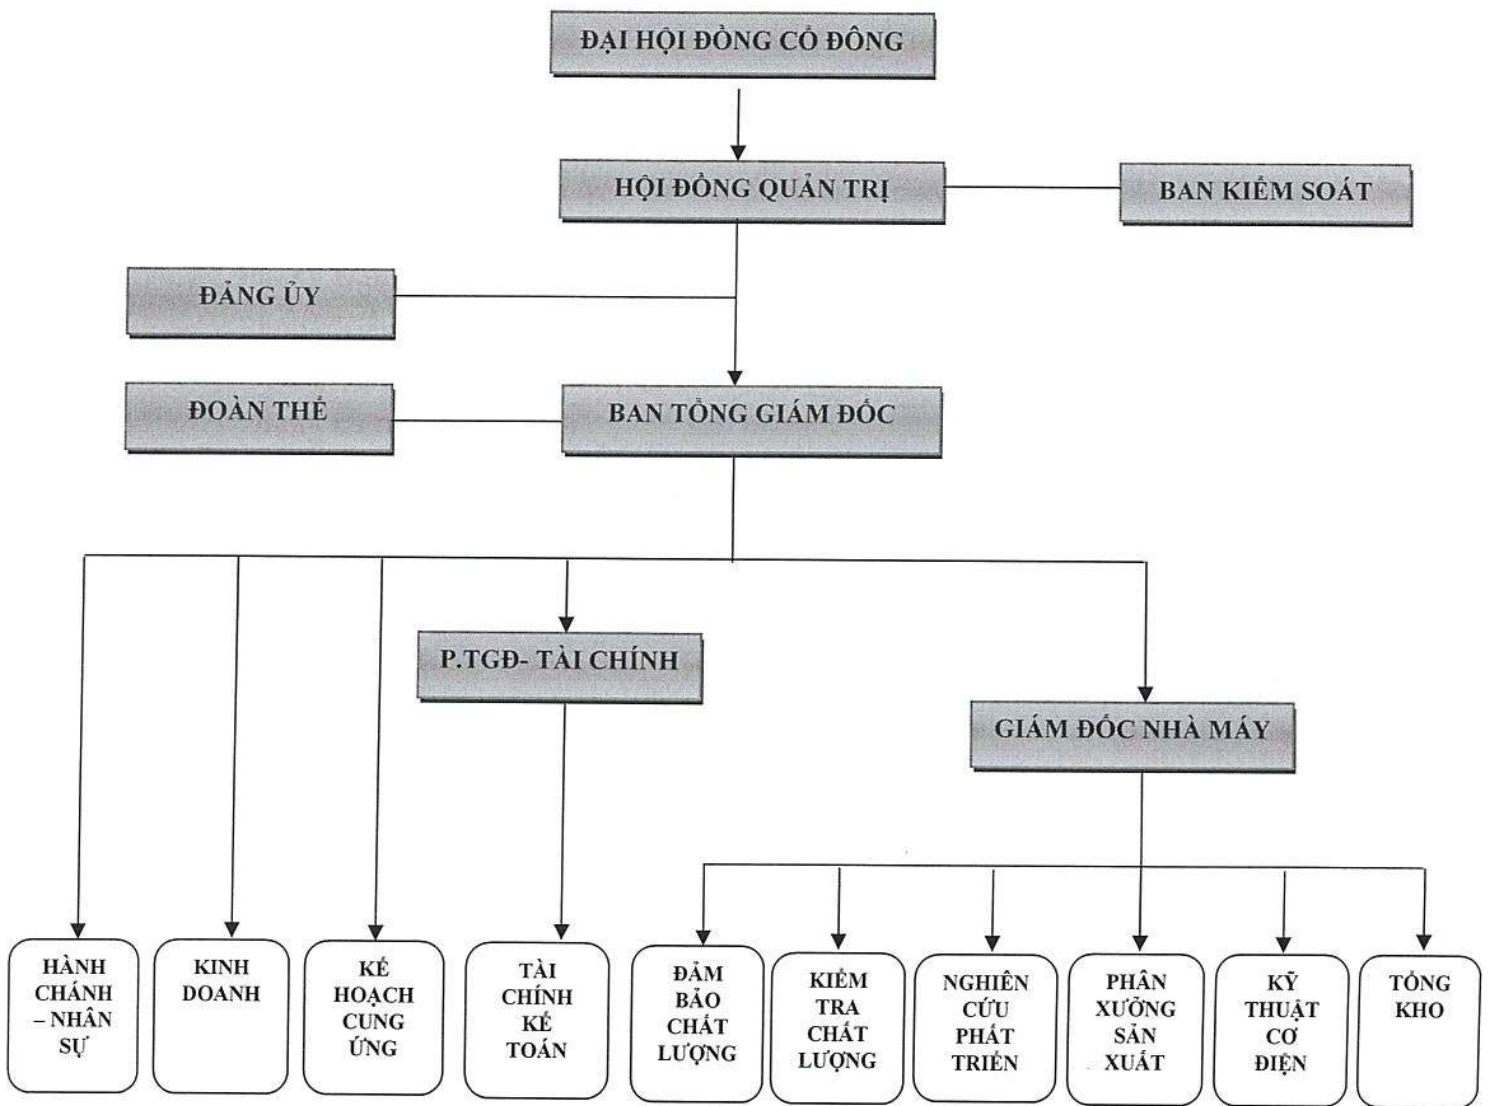 ĐẠI HỘI ĐỒNG CỔ ĐÔNG
HỘI ĐỒNG QUẢN TRỊ
BAN KIỂM SOÁT
ĐẢNG ỦY
ĐOÀN THỂ
BAN TỔNG GIÁM ĐỐC
P.TGĐ- TÀI CHÍNH
GIÁM ĐỐC NHÀ MÁY
HÀNH
CHÁNH
– NHÂN
SỰ
KINH
DOANH
KẾ
HOẠCH
CUNG
ỨNG
TÀI
CHÍNH
KẾ
TOÁN
ĐẢM
BẢO
CHẤT
LƯỢNG
KIỂM
TRA
CHẤT
LƯỢNG
NGHIÊN
CỨU
PHÁT
TRIỂN
PHÂN
XƯỞNG
SẢN
XUẤT
KỸ
THUẬT
CƠ
ĐIỆN
TỔNG
KHO